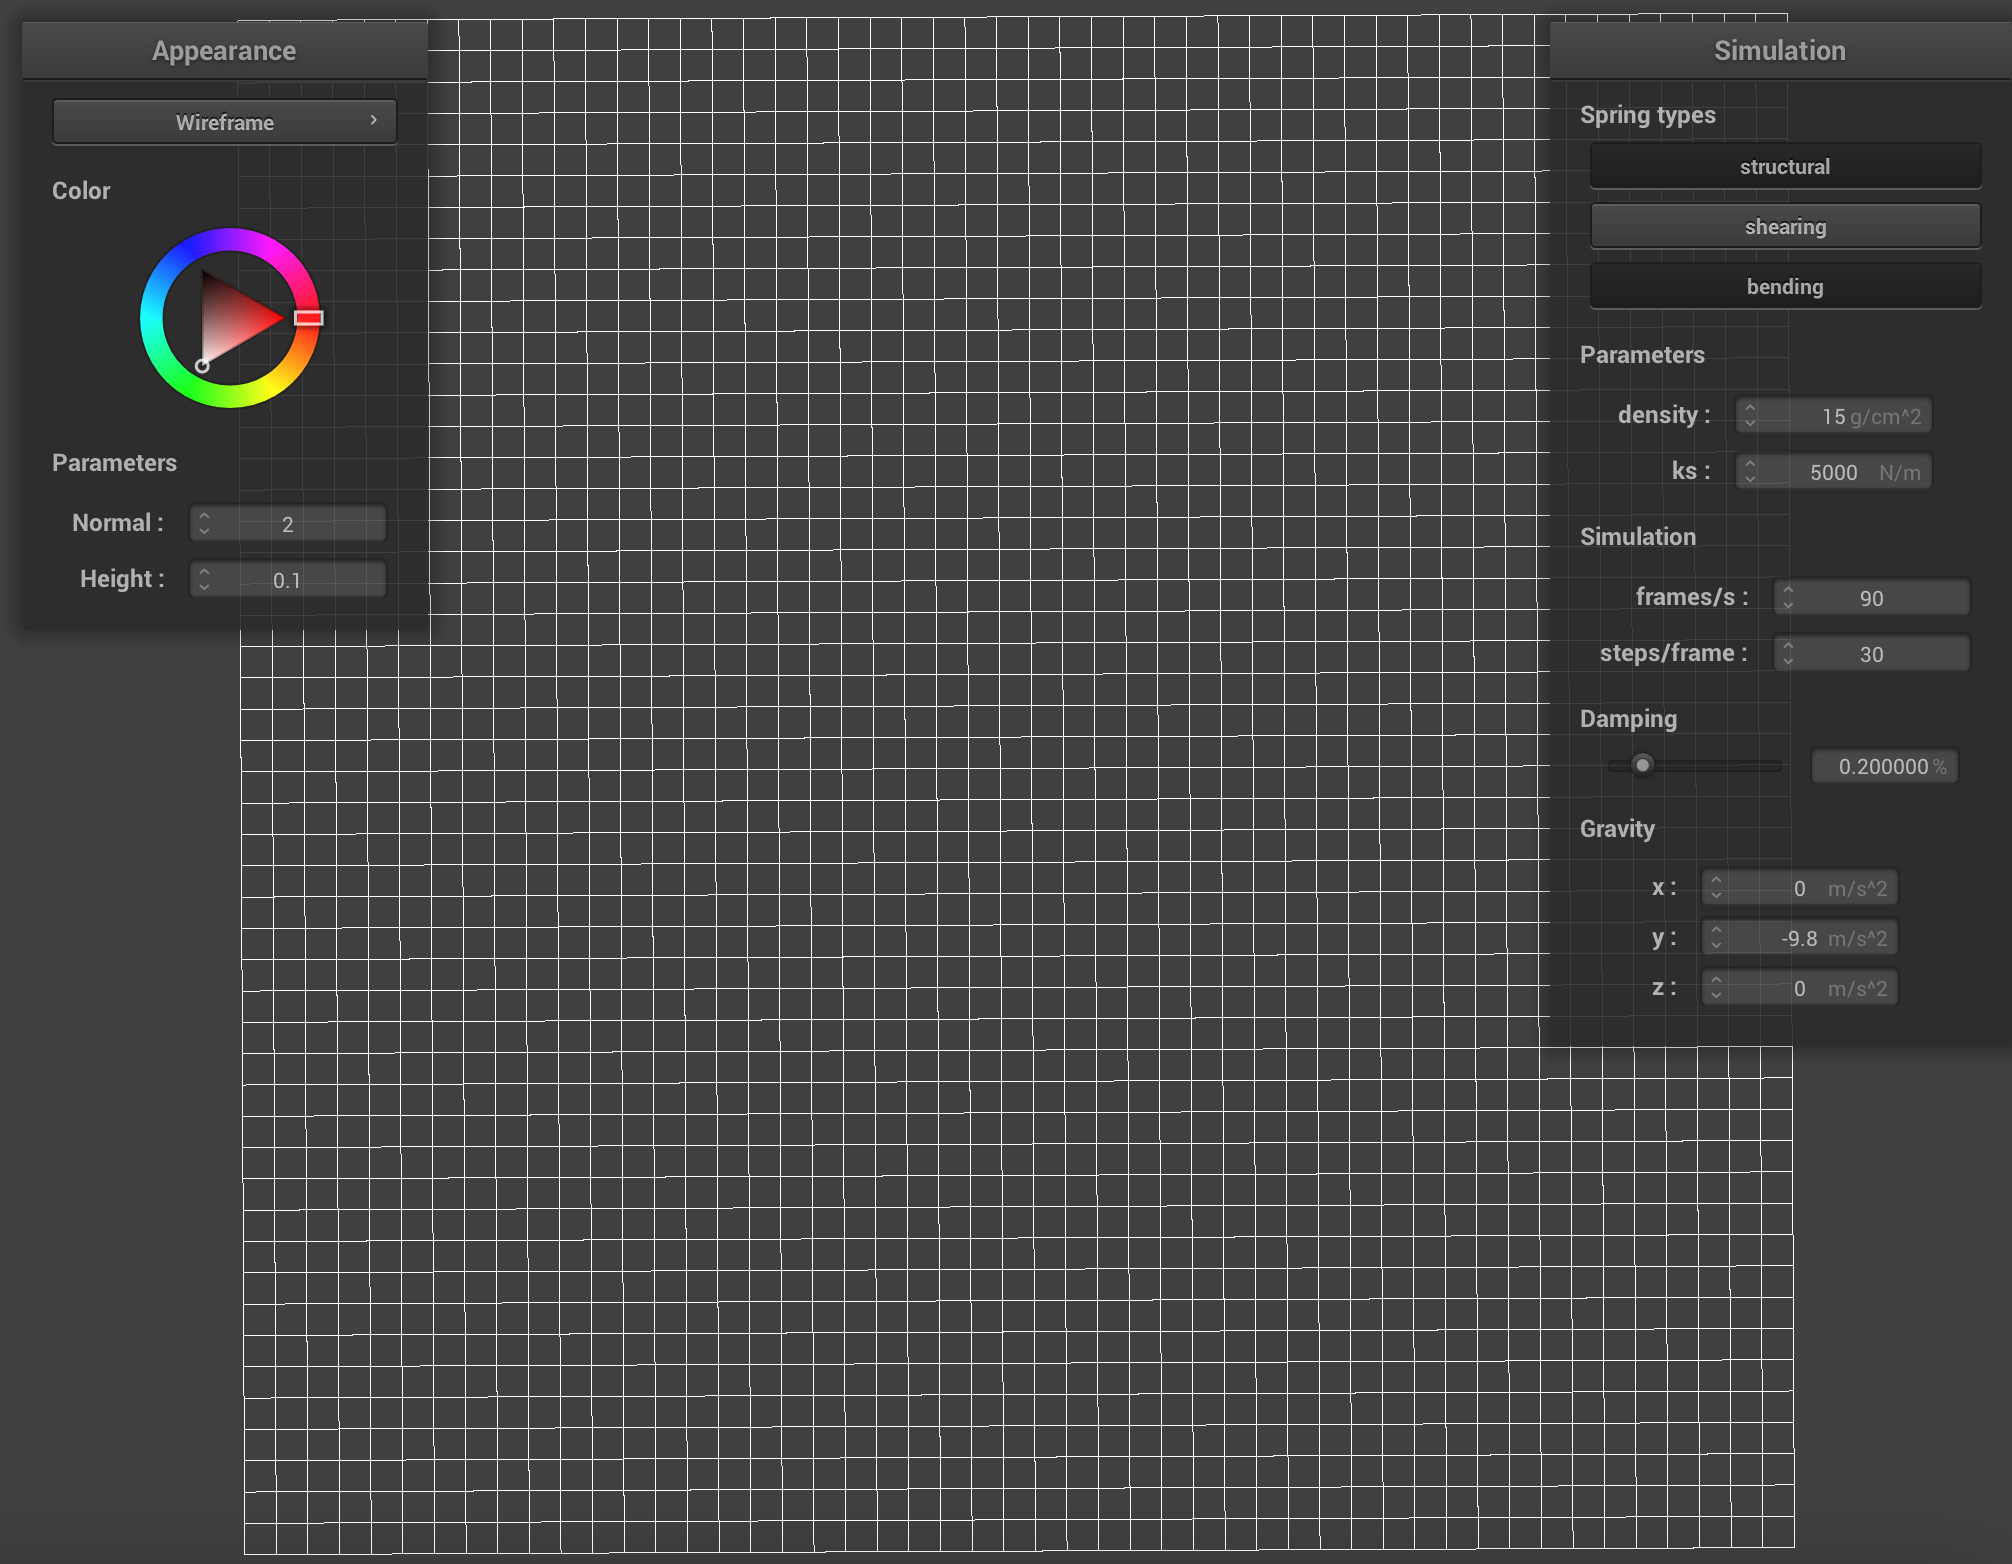 Appearance
Wireframe
Color
Parameters
Normal : 2
Height : 0.1
Simulation
Spring types
structural
shearing
bending
Parameters
density : 15 g/cm^2
ks : 5000 N/m
Simulation
frames/s : 90
steps/frame : 30
Damping
0.200000 %
Gravity
x : 0 m/s^2
y : -9.8 m/s^2
z : 0 m/s^2